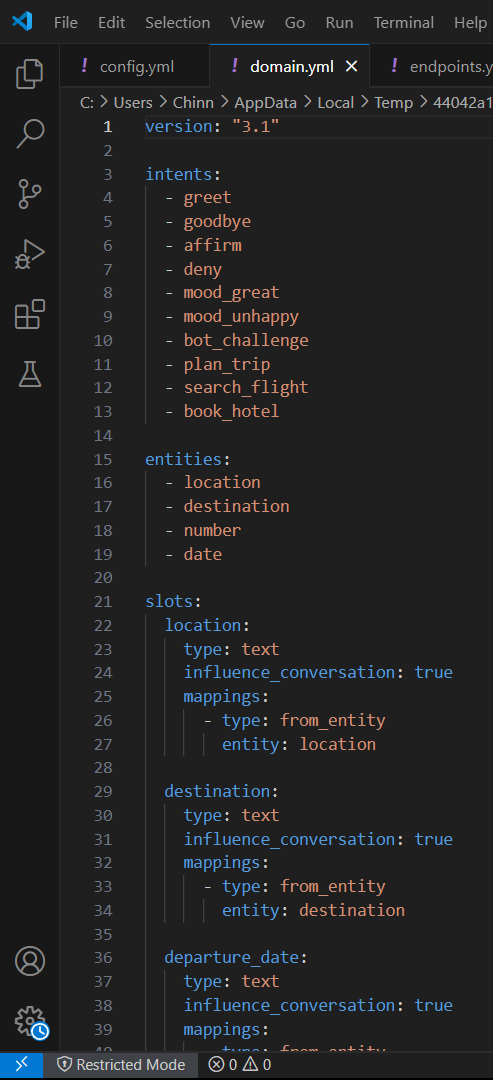 File Edit Selection View Go Run Terminal Help
! config.yml ! domain.yml × ! endpoints.y
C: > Users > Chinn > AppData > Local > Temp > 44042a1
1 version: "3.1"
2
3 intents:
4 - greet
5 - goodbye
6 - affirm
7 - deny
8 - mood_great
9 - mood_unhappy
10 - bot_challenge
11 - plan_trip
12 - search_flight
13 - book_hotel
14
15 entities:
16 - location
17 - destination
18 - number
19 - date
20
21 slots:
22 location:
23 type: text
24 influence_conversation: true
25 mappings:
26 - type: from_entity
27 entity: location
28
29 destination:
30 type: text
31 influence_conversation: true
32 mappings:
33 - type: from_entity
34 entity: destination
35
36 departure_date:
37 type: text
38 influence_conversation: true
39 mappings:
- type: from_entity
Restricted Mode 0 0